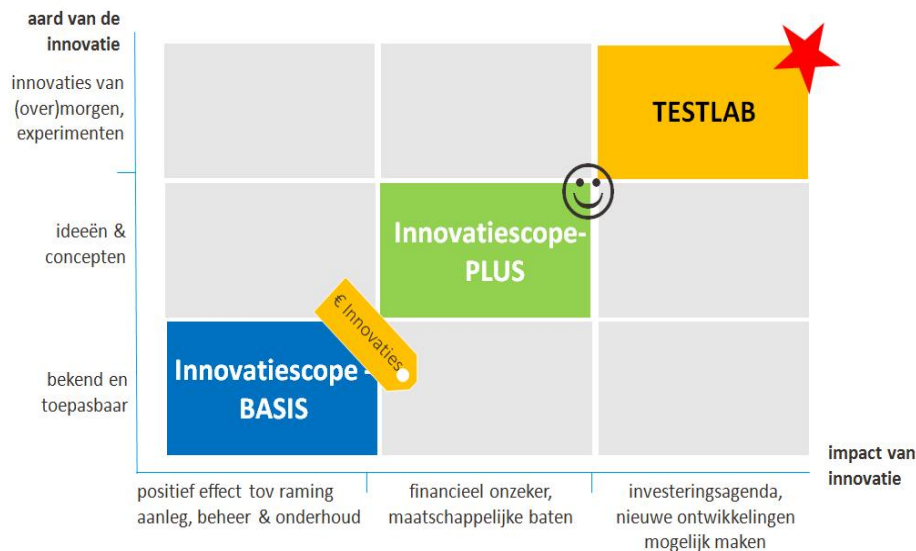 aard van de
innovatie
innovaties van
(over)morgen,
experimenten
TESTLAB
ideeën &
concepten
Innovatiescope-
PLUS
€ Innovaties
bekend en
toepasbaar
Innovatiescope -
BASIS
impact van
innovatie
positief effect tov raming
aanleg, beheer & onderhoud
financieel onzeker,
maatschappelijke baten
investeringsagenda,
nieuwe ontwikkelingen
mogelijk maken